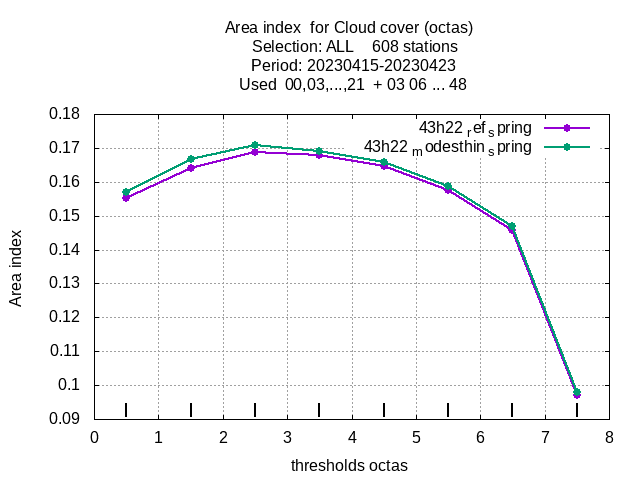 Area index  for Cloud cover (octas)
Selection: ALL    608 stations
Period: 20230415-20230423
Used  00,03,...,21  + 03 06 ... 48
43h22 ref spring
43h22 modesthin spring
0.18
0.17
0.16
0.15
0.14
0.13
0.12
0.11
0.1
0.09
Area index
0 1 2 3 4 5 6 7 8
thresholds octas